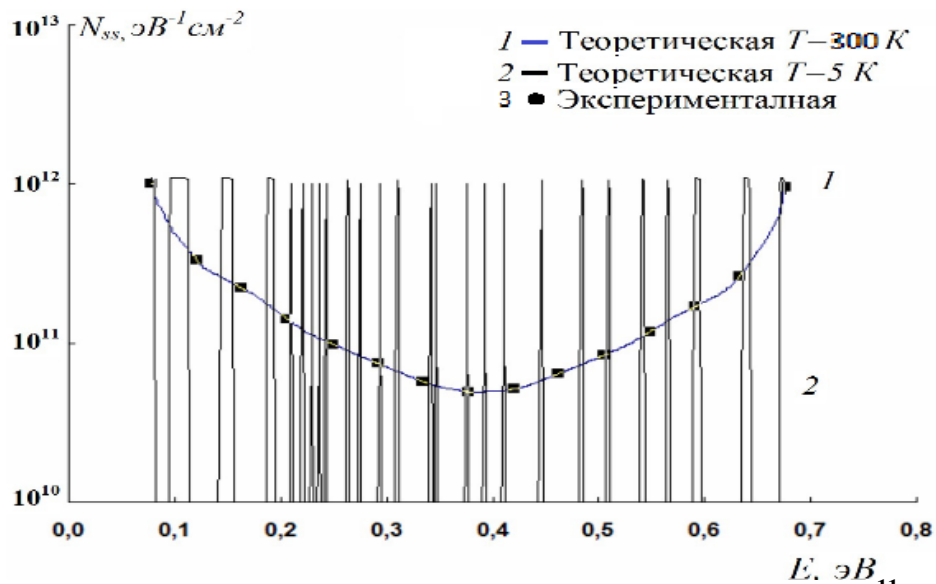 10¹³ N_ss, эВ⁻¹см⁻²
1 — Теоретическая T–300 K
2 — Теоретическая T–5 K
3 ● Эксперименталная
10¹²
1
10¹¹
2
10¹⁰
0,0 0,1 0,2 0,3 0,4 0,5 0,6 0,7 0,8
E, эВ